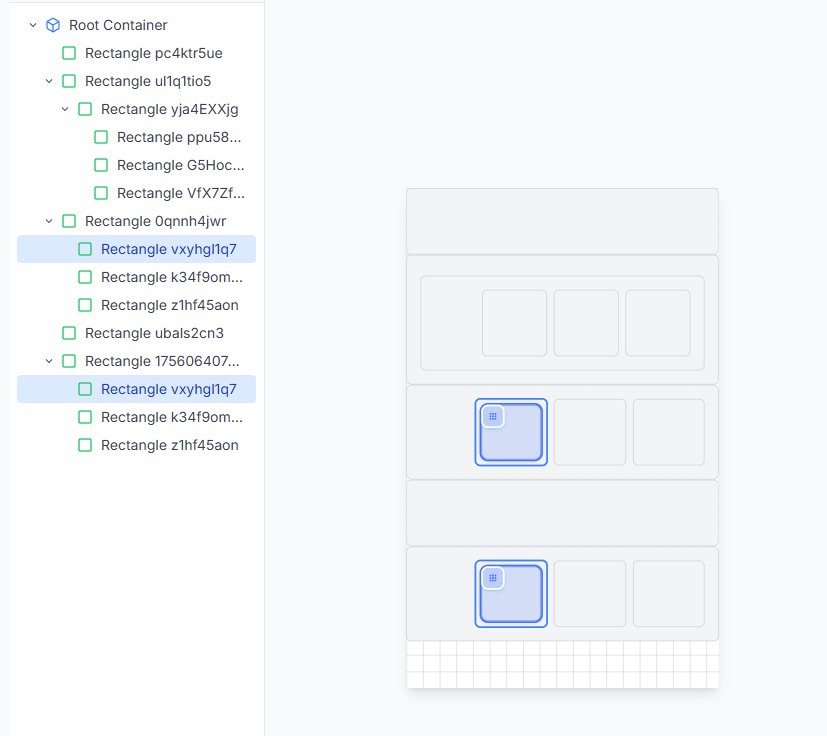 Root Container
Rectangle pc4ktr5ue
Rectangle ul1q1tio5
Rectangle yja4EXXjg
Rectangle ppu58...
Rectangle G5Hoc...
Rectangle VfX7Zf...
Rectangle 0qnnh4jwr
Rectangle vxyhgl1q7
Rectangle k34f9om...
Rectangle z1hf45aon
Rectangle ubals2cn3
Rectangle 175606407...
Rectangle vxyhgl1q7
Rectangle k34f9om...
Rectangle z1hf45aon